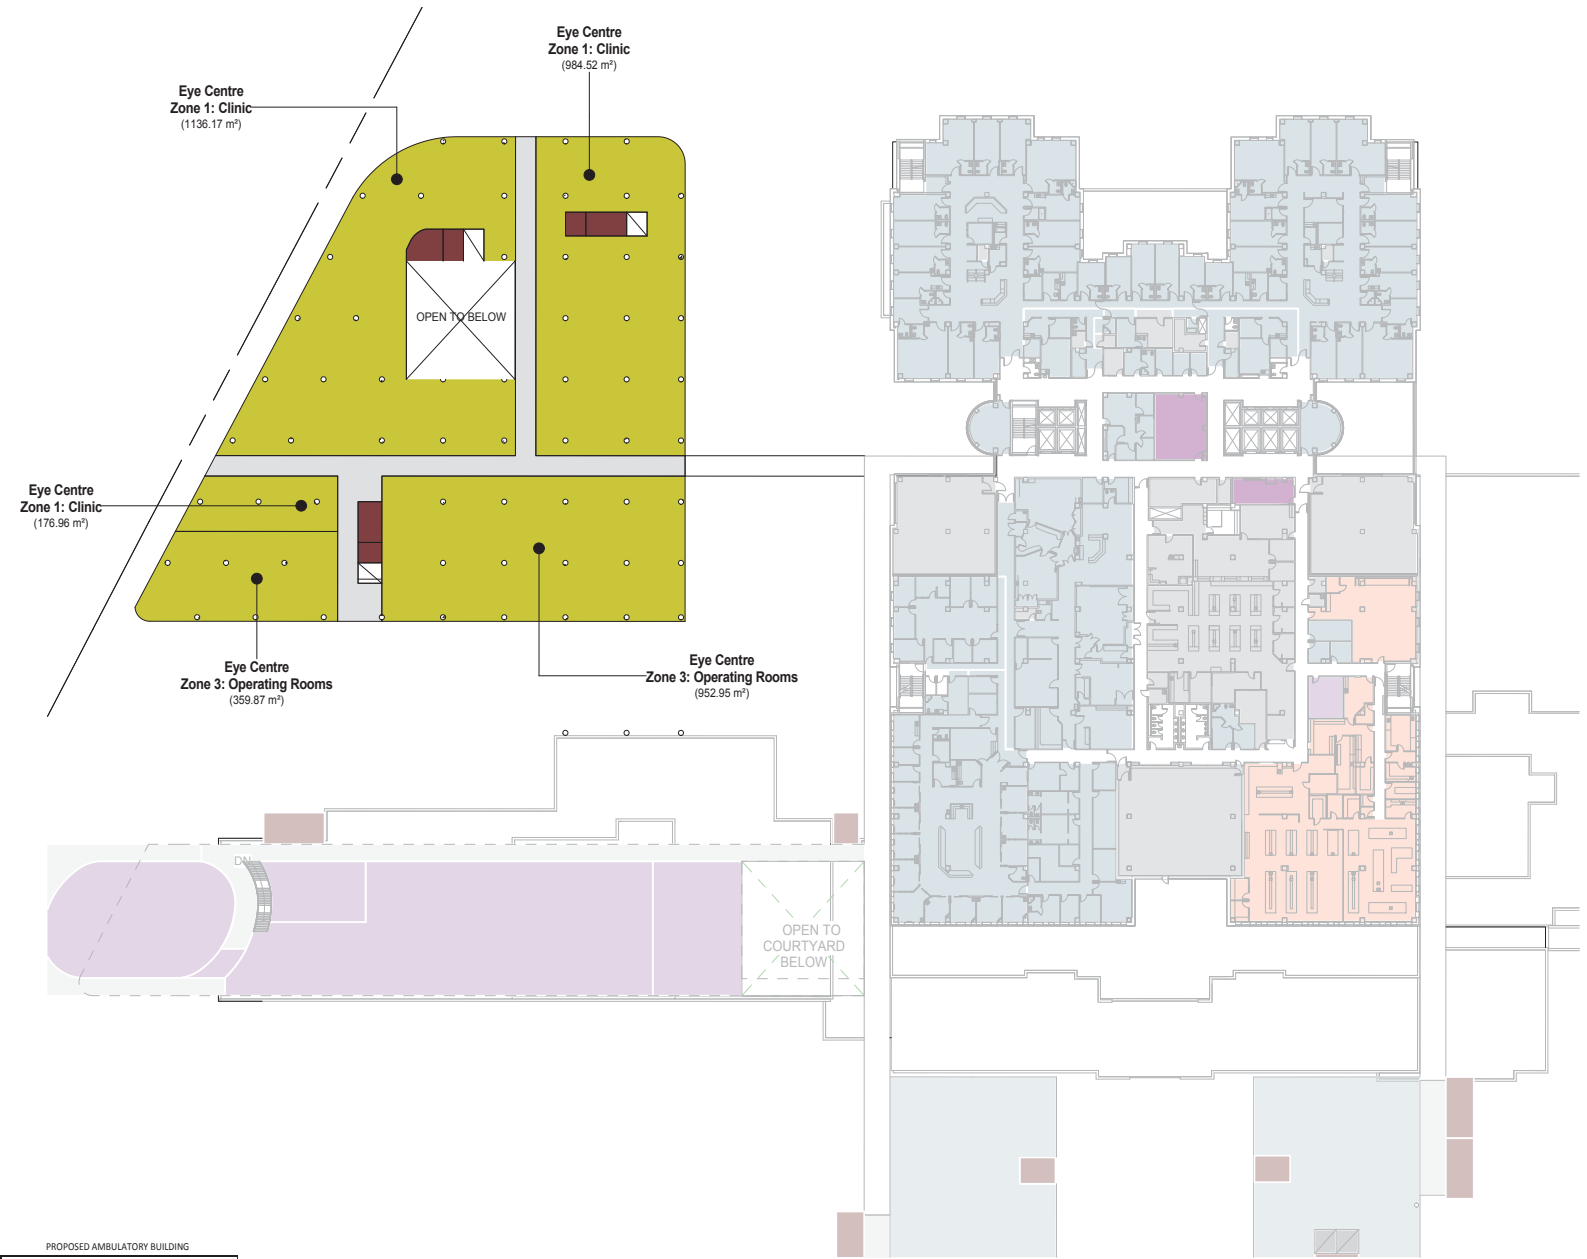 Eye Centre
Zone 1: Clinic
(984.52 m²)
Eye Centre
Zone 1: Clinic
(1136.17 m²)
OPEN TO BELOW
Eye Centre
Zone 1: Clinic
(176.96 m²)
Eye Centre
Zone 3: Operating Rooms
(359.87 m²)
Eye Centre
Zone 3: Operating Rooms
(952.95 m²)
DN
OPEN TO
COURTYARD
BELOW
PROPOSED AMBULATORY BUILDING